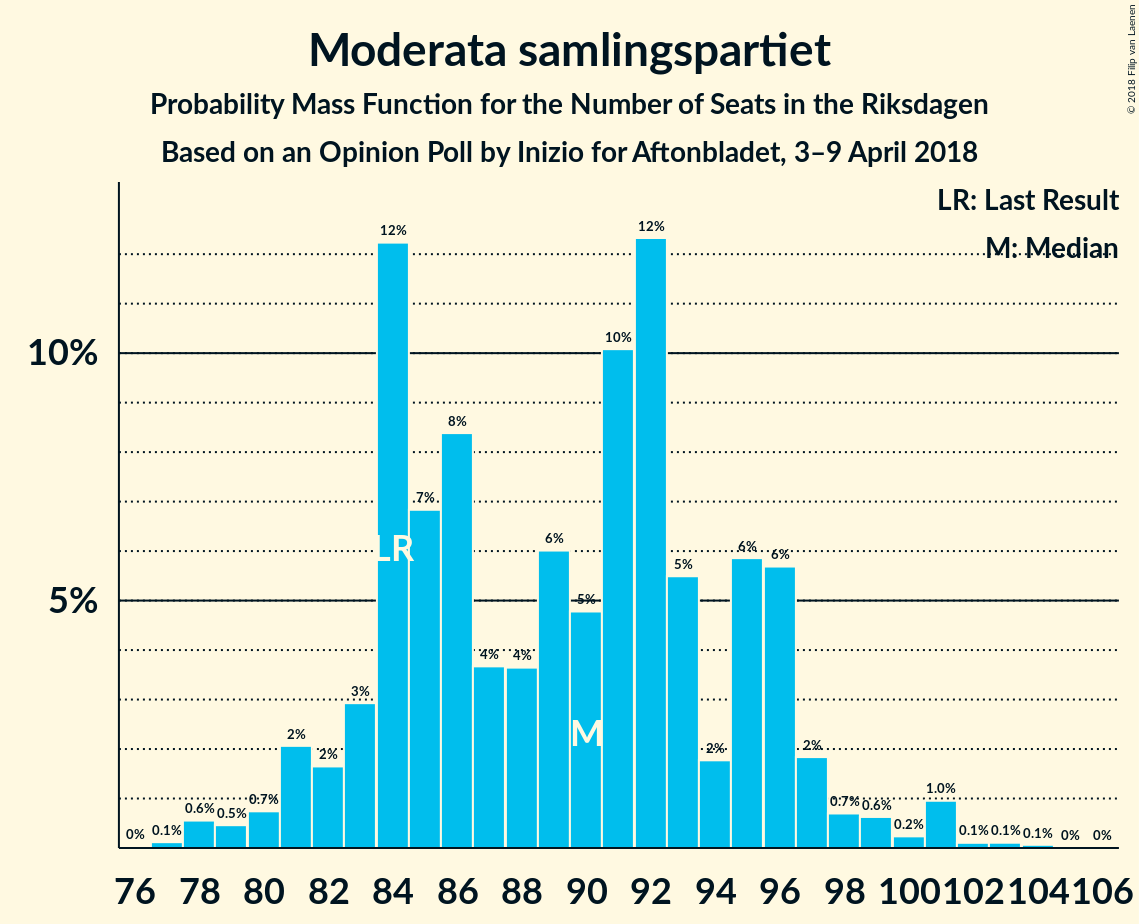 Moderata samlingspartiet
Probability Mass Function for the Number of Seats in the Riksdagen
Based on an Opinion Poll by Inizio for Aftonbladet, 3–9 April 2018
© 2018 Filip van Laenen
LR: Last Result
M: Median
10%
5%
0% 0.1% 0.6% 0.5% 0.7% 2% 2% 3% 12% 7% 8% 4% 4% 6% 5% 10% 12% 5% 2% 6% 6% 2% 0.7% 0.6% 0.2% 1.0% 0.1% 0.1% 0.1% 0% 0%
LR
M
76 78 80 82 84 86 88 90 92 94 96 98 100 102 104 106